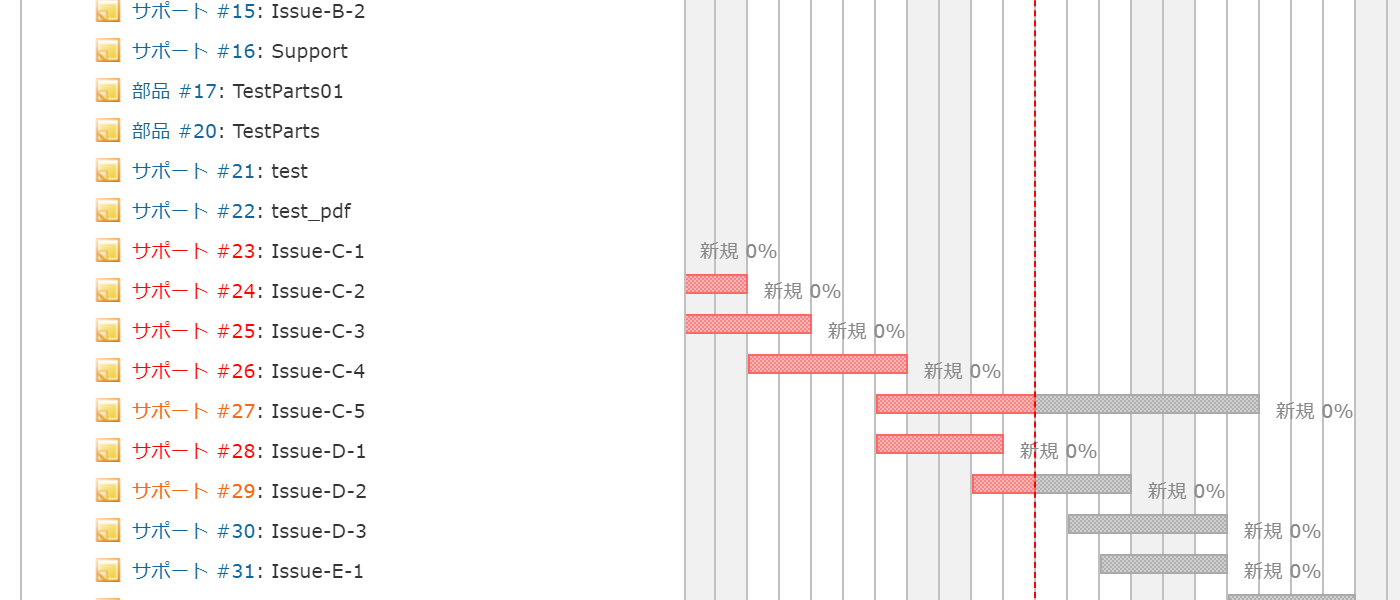 サポート #15: Issue-B-2
サポート #16: Support
部品 #17: TestParts01
部品 #20: TestParts
サポート #21: test
サポート #22: test_pdf
サポート #23: Issue-C-1 新規 0%
サポート #24: Issue-C-2 新規 0%
サポート #25: Issue-C-3 新規 0%
サポート #26: Issue-C-4 新規 0%
サポート #27: Issue-C-5 新規 0%
サポート #28: Issue-D-1 新規 0%
サポート #29: Issue-D-2 新規 0%
サポート #30: Issue-D-3 新規 0%
サポート #31: Issue-E-1 新規 0%